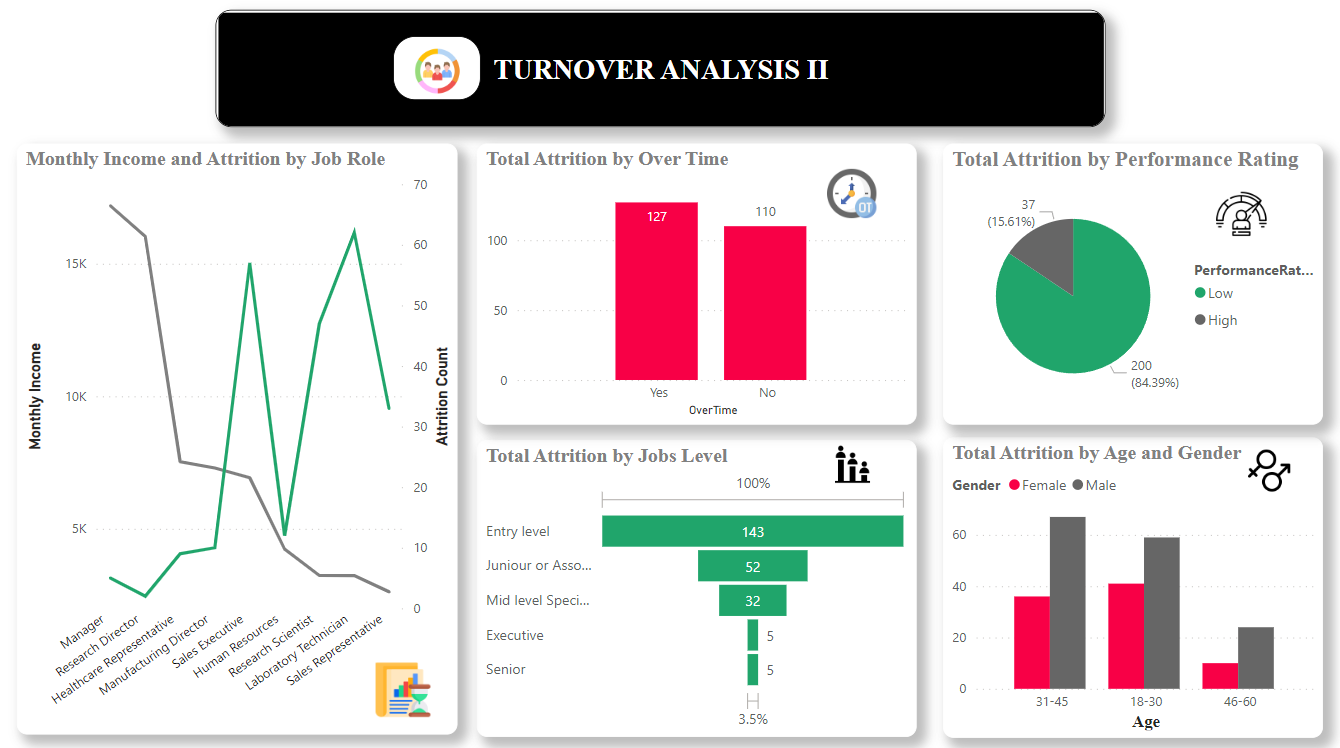 TURNOVER ANALYSIS II
Monthly Income and Attrition by Job Role
70
60
50
40
30
20
10
0
15K
10K
5K
Monthly Income
Attrition Count
Manager
Research Director
Healthcare Representative
Manufacturing Director
Sales Executive
Human Resources
Research Scientist
Laboratory Technician
Sales Representative
Total Attrition by Over Time
OT
100
50
0
127
110
Yes
No
OverTime
Total Attrition by Performance Rating
37
(15.61%)
200
(84.39%)
PerformanceRat...
Low
High
Total Attrition by Jobs Level
100%
Entry level
143
Juniour or Asso...
52
Mid level Speci...
32
Executive
5
Senior
5
3.5%
Total Attrition by Age and Gender
Gender Female Male
60
40
20
0
31-45
18-30
46-60
Age